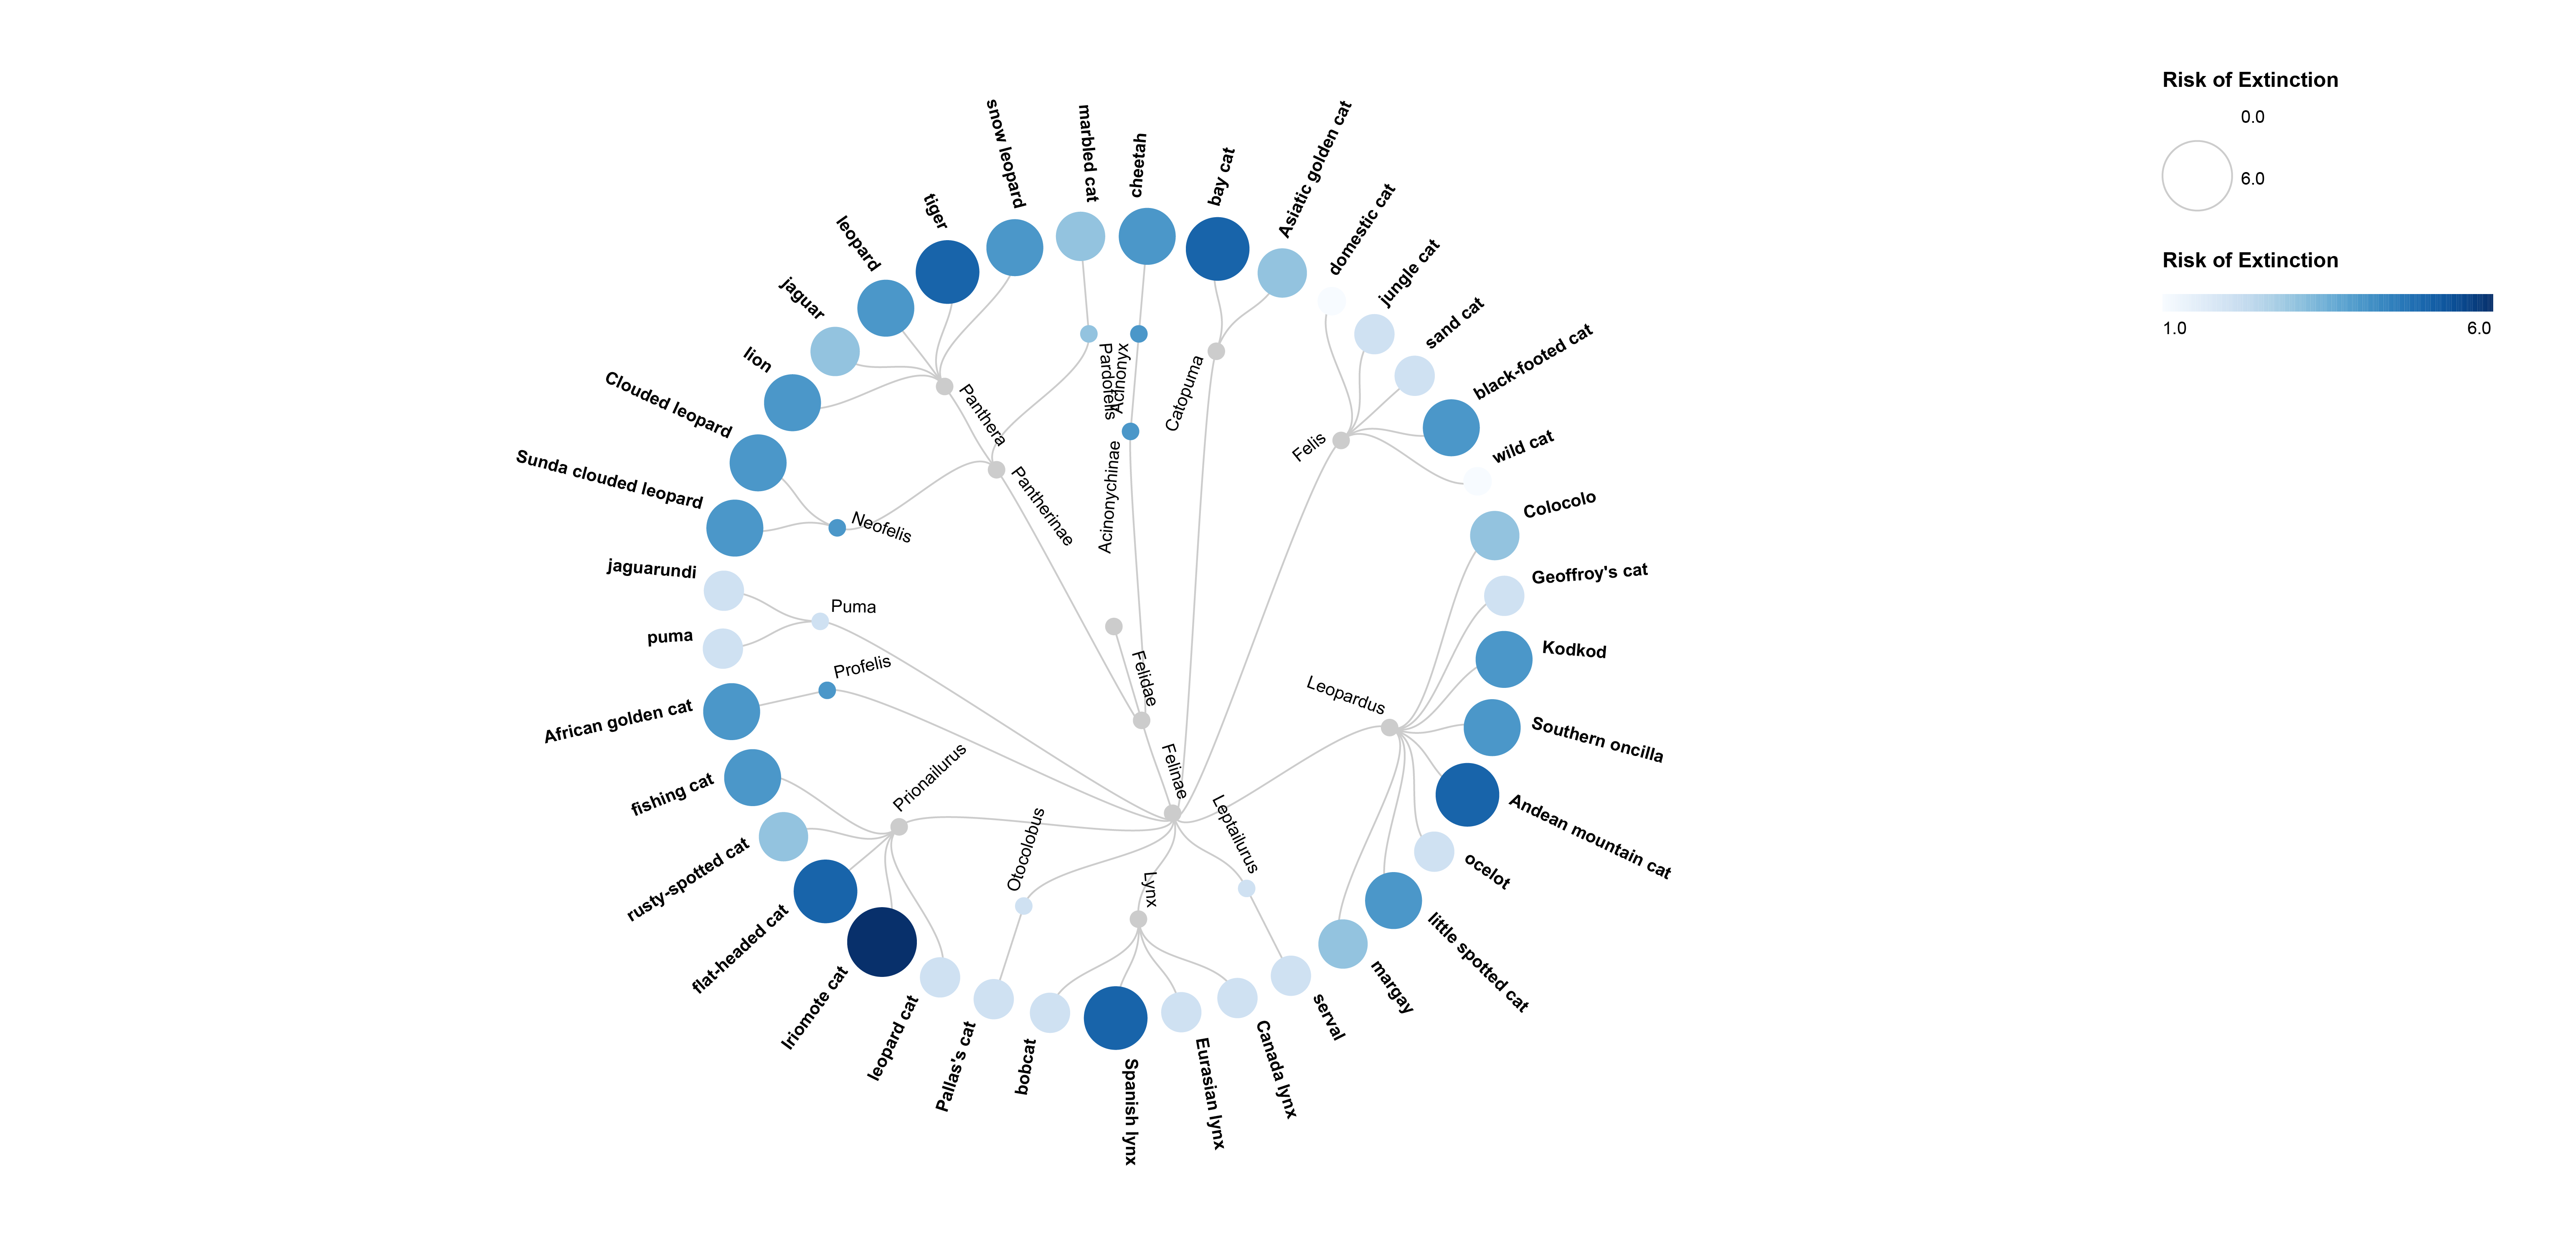 Risk of Extinction
0.0
6.0
Risk of Extinction
1.0
6.0
snow leopard
marbled cat
cheetah
bay cat
Asiatic golden cat
domestic cat
jungle cat
sand cat
black-footed cat
wild cat
Colocolo
Geoffroy's cat
Kodkod
Southern oncilla
Andean mountain cat
ocelot
little spotted cat
margay
serval
Canada lynx
Eurasian lynx
Spanish lynx
bobcat
Pallas's cat
leopard cat
Iriomote cat
flat-headed cat
rusty-spotted cat
fishing cat
African golden cat
puma
jaguarundi
Sunda clouded leopard
Clouded leopard
lion
jaguar
leopard
tiger
Panthera
Pardofelis
Acinonyx
Catopuma
Felis
Pantherinae
Acinonychinae
Neofelis
Puma
Profelis
Felidae
Leopardus
Felinae
Prionailurus
Otocolobus
Lynx
Leptailurus